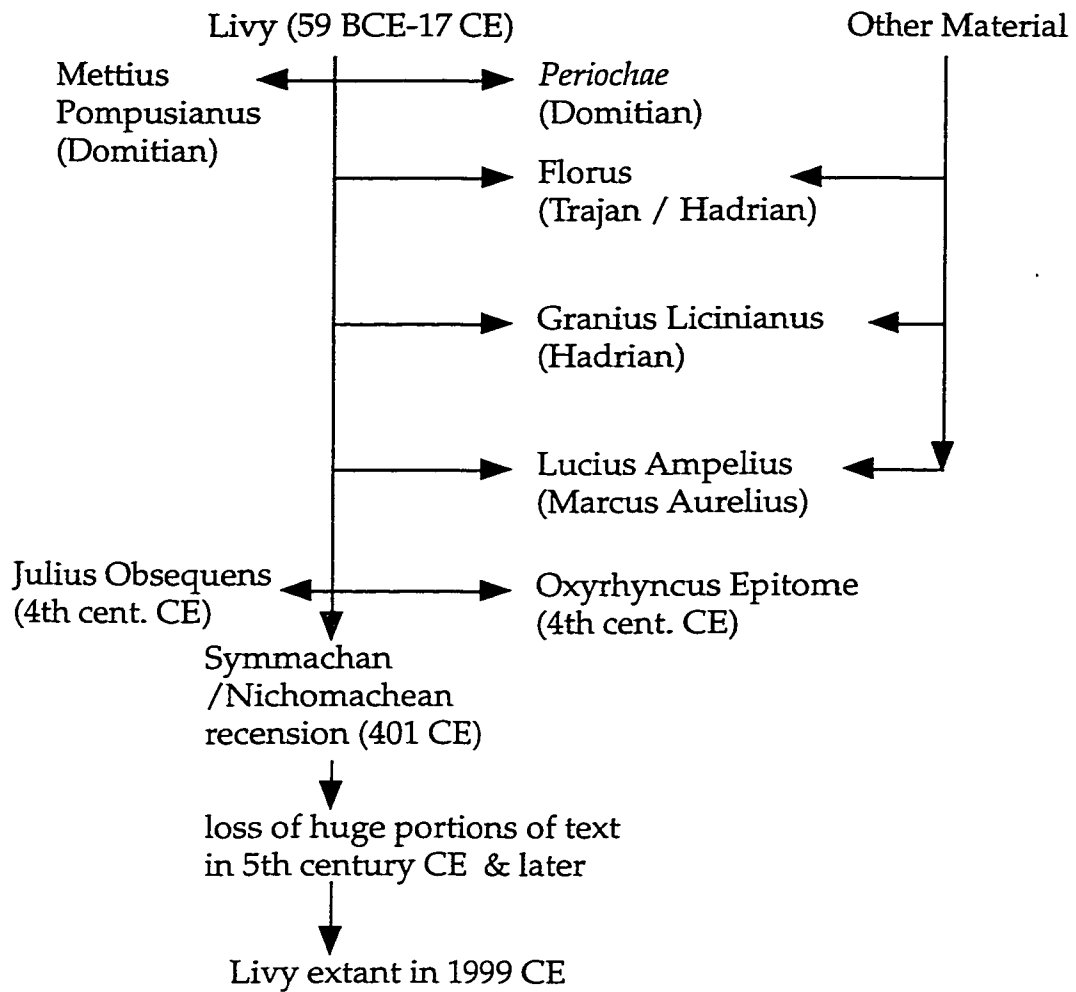 Livy (59 BCE-17 CE)
Other Material
Mettius
Pompusianus
(Domitian)
Periochae
(Domitian)
Florus
(Trajan / Hadrian)
Granius Licinianus
(Hadrian)
Lucius Ampelius
(Marcus Aurelius)
Julius Obsequens
(4th cent. CE)
Oxyrhyncus Epitome
(4th cent. CE)
Symmachan
/Nichomachean
recension (401 CE)
loss of huge portions of text
in 5th century CE & later
Livy extant in 1999 CE